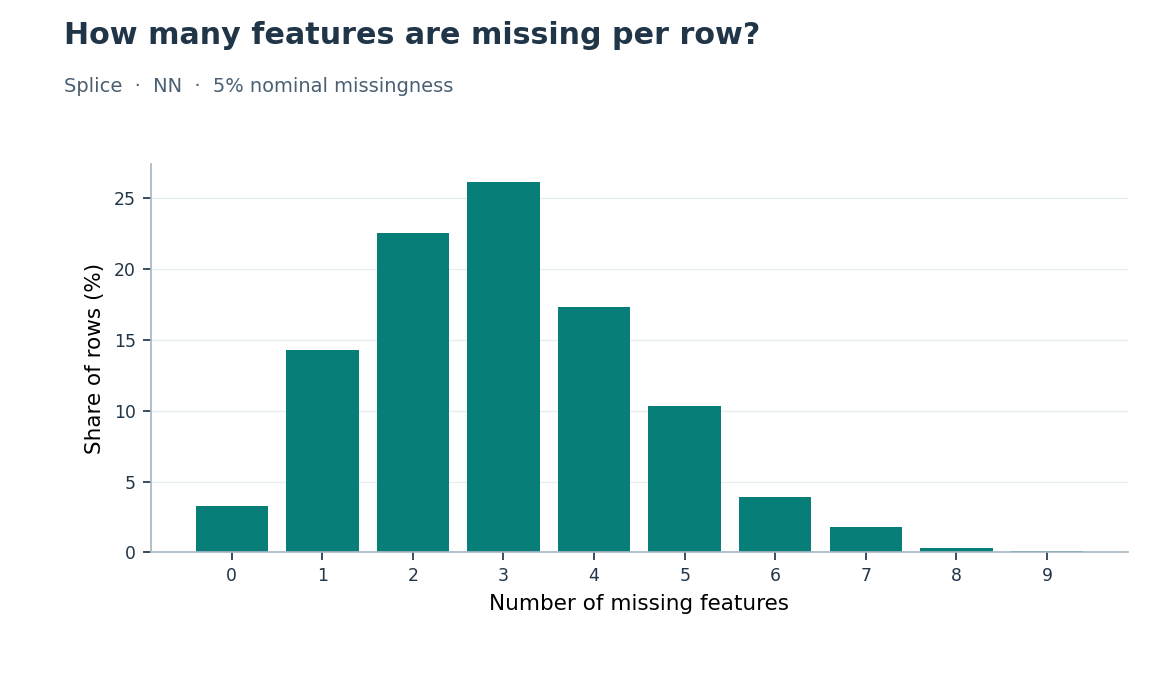 How many features are missing per row?
Splice · NN · 5% nominal missingness
Share of rows (%)
25
20
15
10
5
0
0 1 2 3 4 5 6 7 8 9
Number of missing features